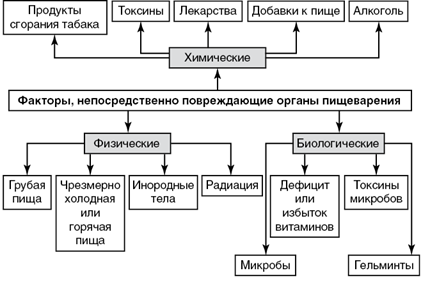 Продукты
сгорания табака
Токсины
Лекарства
Добавки к пище
Алкоголь
Химические
Факторы, непосредственно повреждающие органы пищеварения
Физические
Биологические
Грубая
пища
Чрезмерно
холодная
или
горячая
пища
Инородные
тела
Радиация
Дефицит
или
избыток
витаминов
Токсины
микробов
Микробы
Гельминты